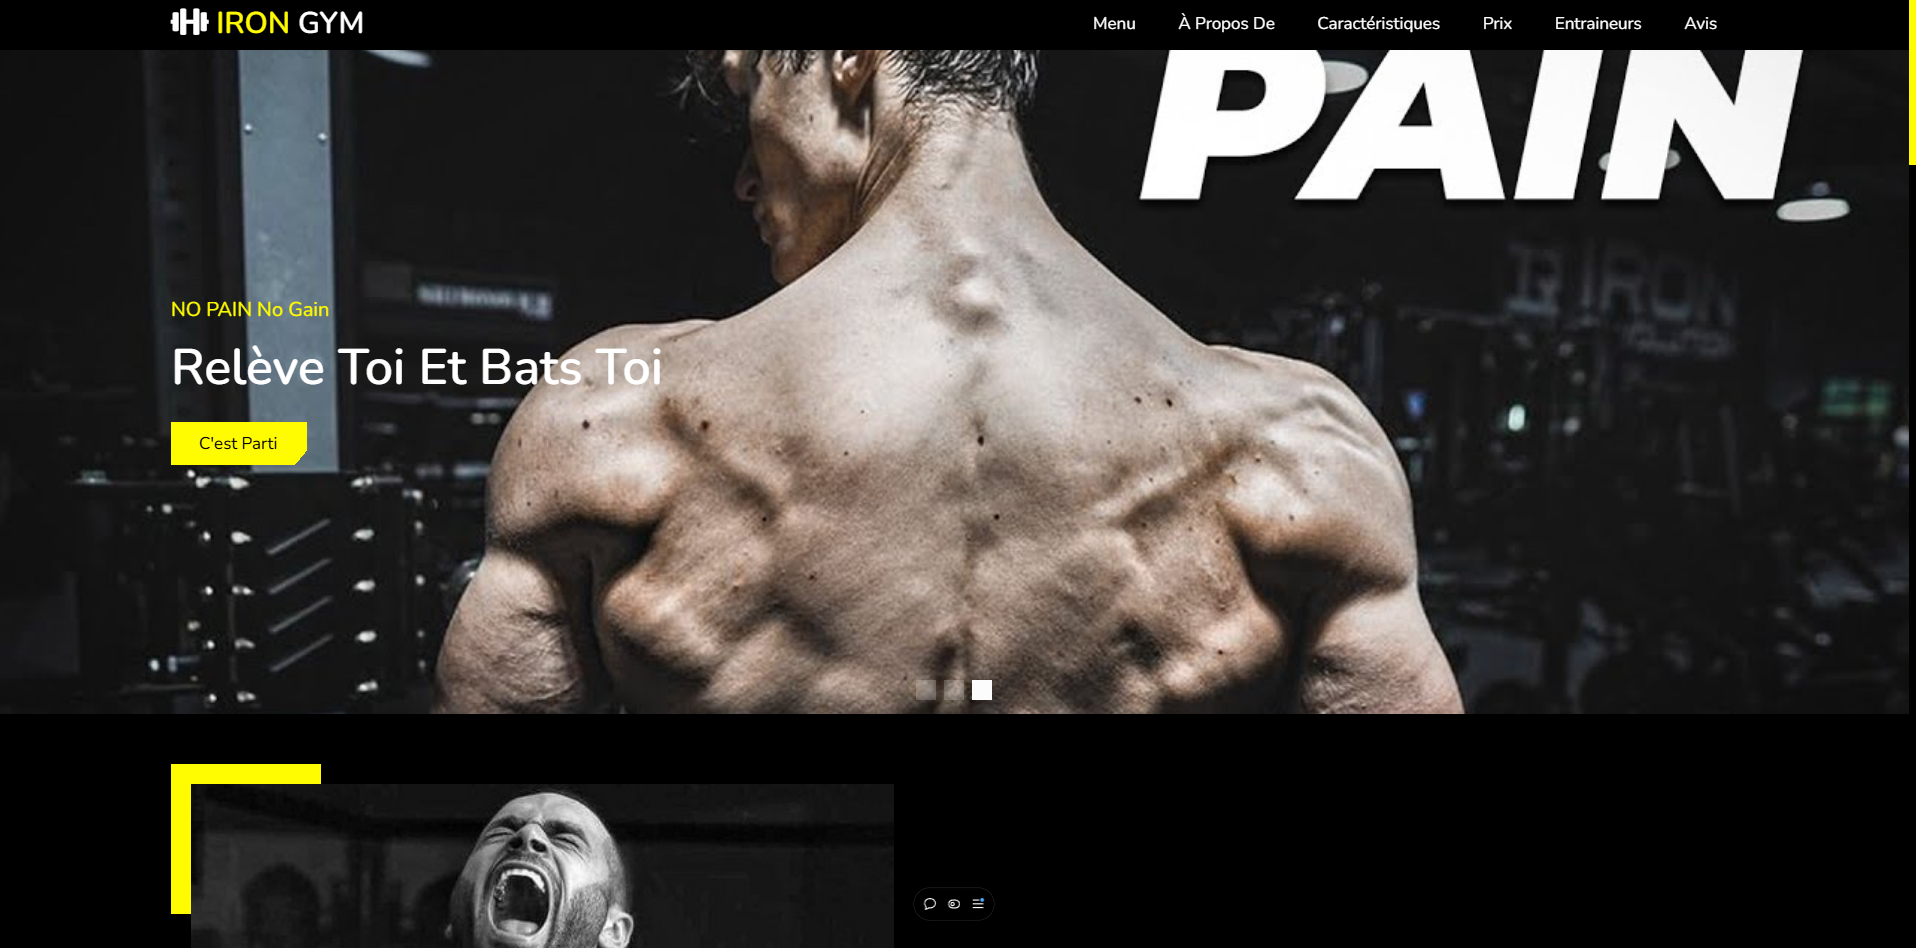 IRON GYM
Menu
À Propos De
Caractéristiques
Prix
Entraineurs
Avis
PAIN
IRON
NO PAIN No Gain
Relève Toi Et Bats Toi
C'est Parti